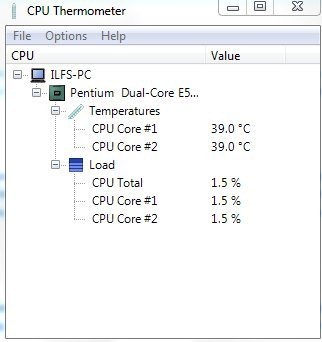 CPU Thermometer
File Options Help
CPU Value
ILFS-PC
Pentium Dual-Core E5...
Temperatures
CPU Core #1 39.0 °C
CPU Core #2 39.0 °C
Load
CPU Total 1.5 %
CPU Core #1 1.5 %
CPU Core #2 1.5 %